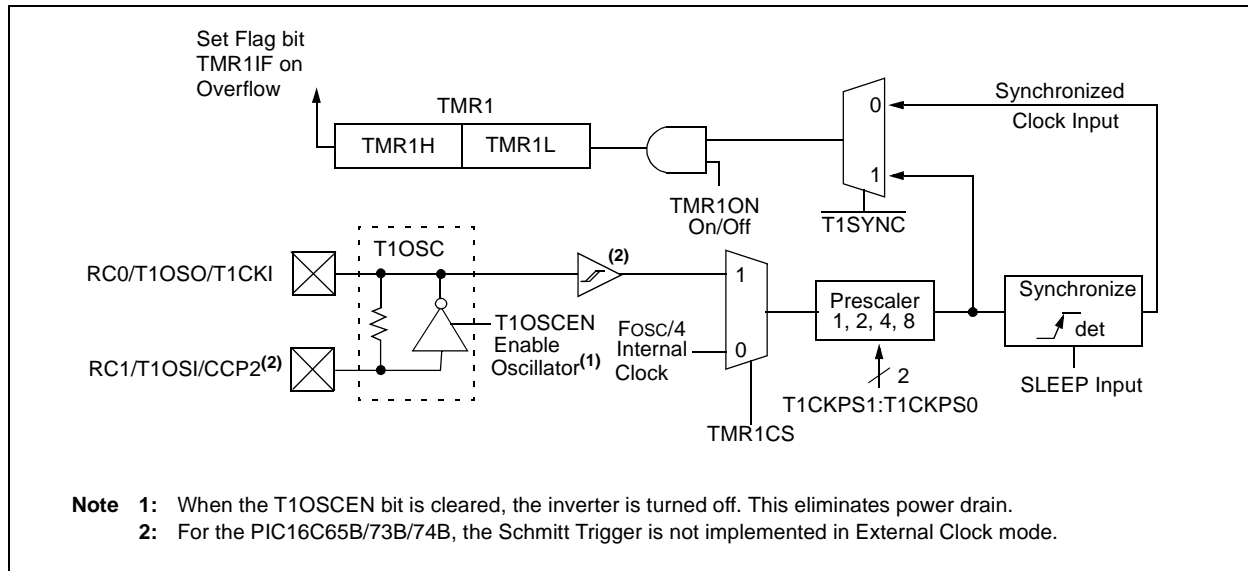 Set Flag bit
TMR1IF on
Overflow
TMR1
TMR1H
TMR1L
TMR1ON
On/Off
0
1
T1SYNC
Synchronized
Clock Input
RC0/T1OSO/T1CKI
T1OSC
(2)
RC1/T1OSI/CCP2(2)
T1OSCEN
Enable
Oscillator(1)
FOSC/4
Internal
Clock
1
0
TMR1CS
Prescaler
1, 2, 4, 8
2
T1CKPS1:T1CKPS0
Synchronize
det
SLEEP Input
Note 1: When the T1OSCEN bit is cleared, the inverter is turned off. This eliminates power drain.
2: For the PIC16C65B/73B/74B, the Schmitt Trigger is not implemented in External Clock mode.